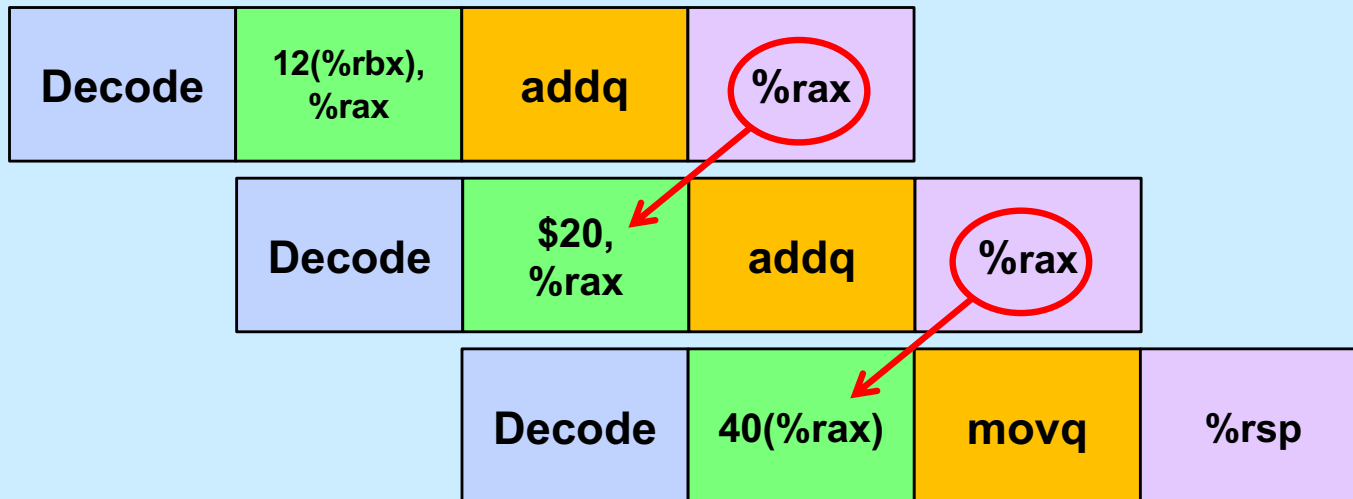 Decode
12(%rbx),
%rax
addq
%rax
Decode
$20,
%rax
addq
%rax
Decode
40(%rax)
movq
%rsp